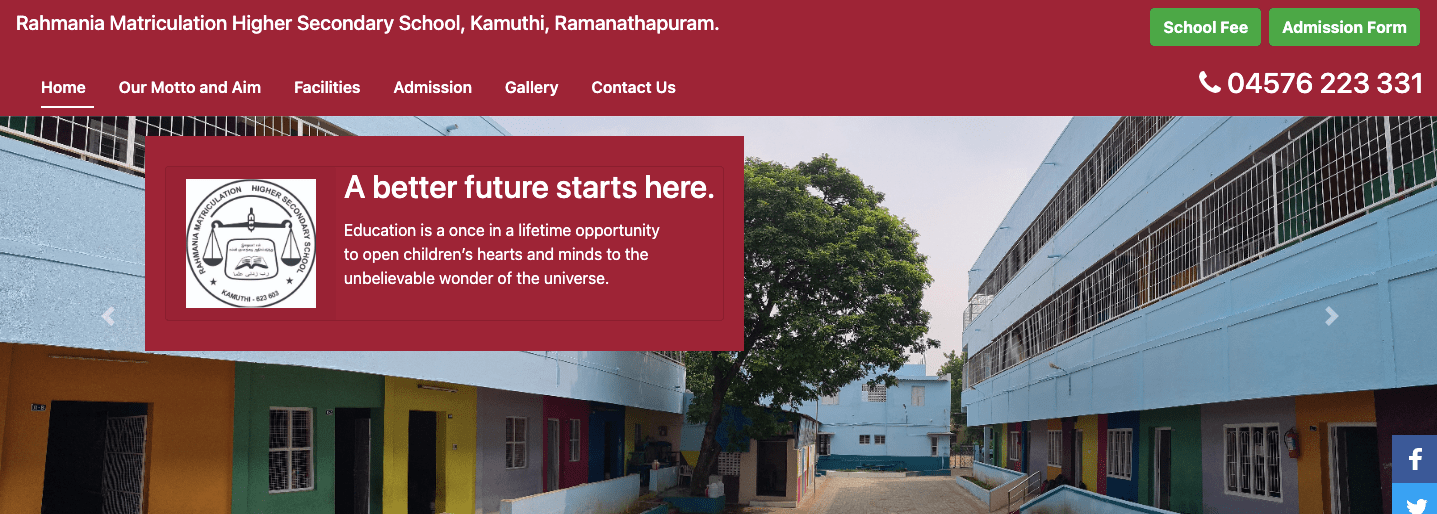 Rahmania Matriculation Higher Secondary School, Kamuthi, Ramanathapuram.
School Fee
Admission Form
Home
Our Motto and Aim
Facilities
Admission
Gallery
Contact Us
04576 223 331
RAHMANIA MATRICULATION HIGHER SECONDARY SCHOOL
KAMUTHI - 623 603
A better future starts here.
Education is a once in a lifetime opportunity
to open children’s hearts and minds to the
unbelievable wonder of the universe.